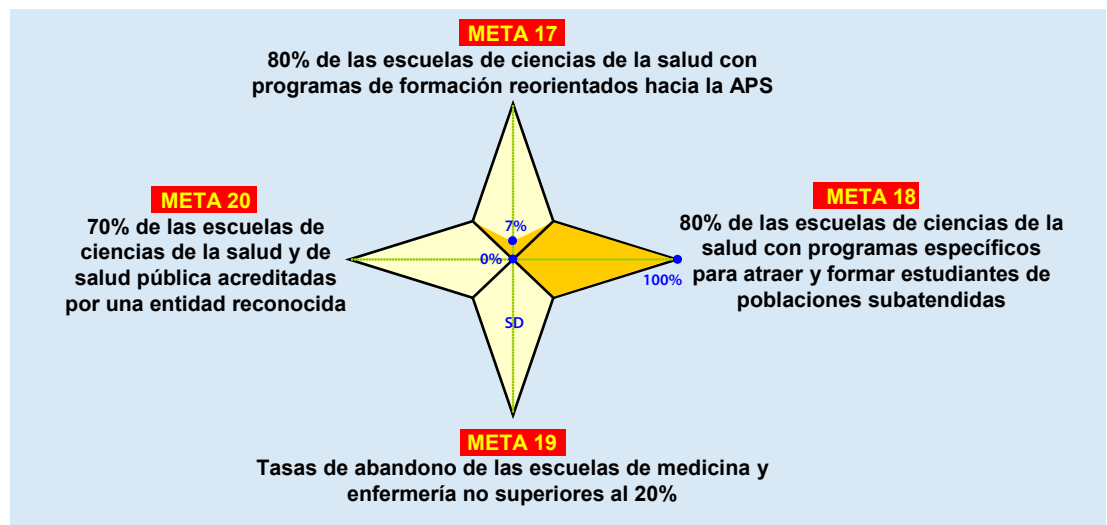 META 17
80% de las escuelas de ciencias de la salud con
programas de formación reorientados hacia la APS
META 20
70% de las escuelas de
ciencias de la salud y de
salud pública acreditadas
por una entidad reconocida
7%
0%
100%
SD
META 18
80% de las escuelas de ciencias de la
salud con programas específicos
para atraer y formar estudiantes de
poblaciones subatendidas
META 19
Tasas de abandono de las escuelas de medicina y
enfermería no superiores al 20%